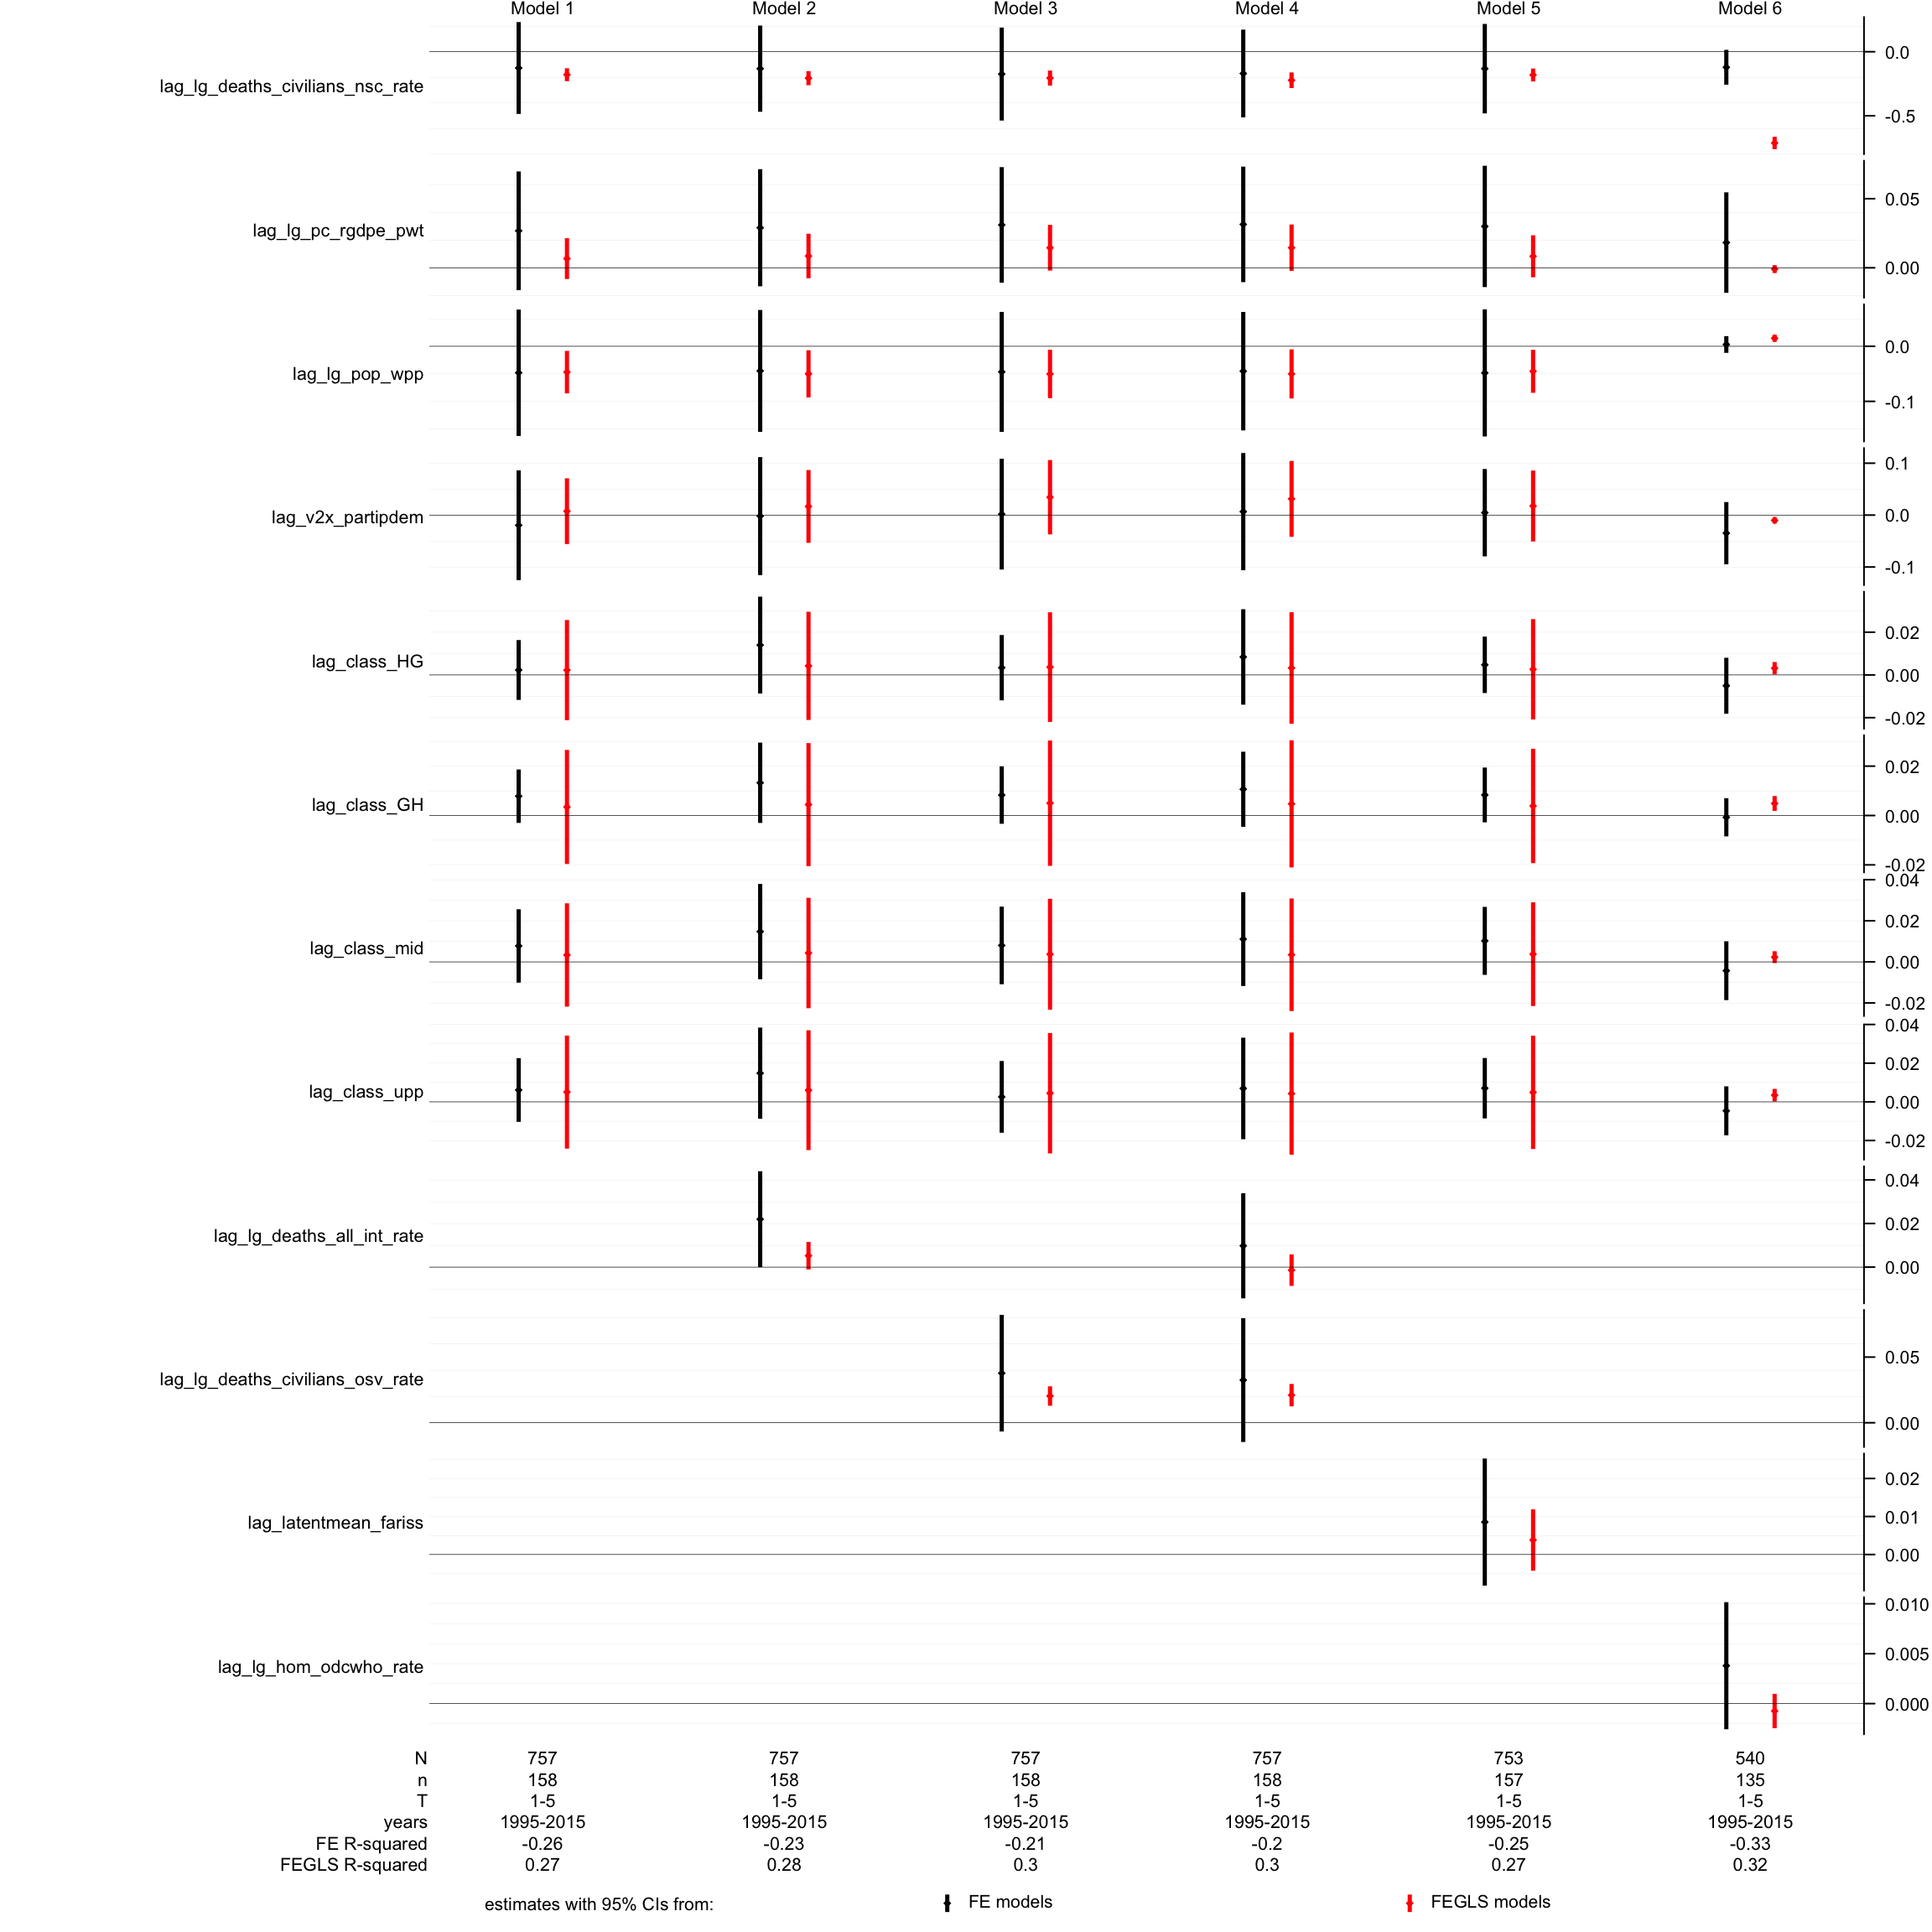 Model 1 Model 2 Model 3 Model 4 Model 5 Model 6
lag_lg_deaths_civilians_nsc_rate
0.0
-0.5
lag_lg_pc_rgdpe_pwt
0.05
0.00
lag_lg_pop_wpp
0.0
-0.1
lag_v2x_partipdem
0.1
0.0
-0.1
lag_class_HG
0.02
0.00
-0.02
lag_class_GH
0.02
0.00
-0.02
lag_class_mid
0.04
0.02
0.00
-0.02
lag_class_upp
0.04
0.02
0.00
-0.02
lag_lg_deaths_all_int_rate
0.04
0.02
0.00
lag_lg_deaths_civilians_osv_rate
0.05
0.00
lag_latentmean_fariss
0.02
0.01
0.00
lag_lg_hom_odcwho_rate
0.010
0.005
0.000
N 757 757 757 757 753 540
n 158 158 158 158 157 135
T 1-5 1-5 1-5 1-5 1-5 1-5
years 1995-2015 1995-2015 1995-2015 1995-2015 1995-2015 1995-2015
FE R-squared -0.26 -0.23 -0.21 -0.2 -0.25 -0.33
FEGLS R-squared 0.27 0.28 0.3 0.3 0.27 0.32
estimates with 95% CIs from: FE models FEGLS models